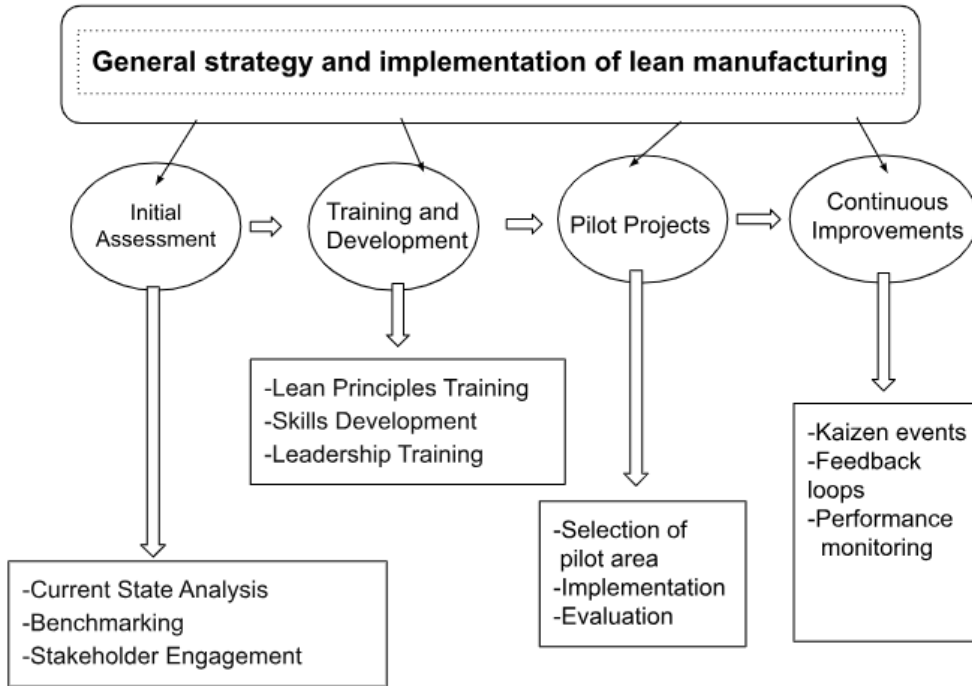 General strategy and implementation of lean manufacturing
Initial
Assessment
Training and
Development
Pilot Projects
Continuous
Improvements
-Lean Principles Training
-Skills Development
-Leadership Training
-Kaizen events
-Feedback
loops
-Performance
monitoring
-Selection of
pilot area
-Implementation
-Evaluation
-Current State Analysis
-Benchmarking
-Stakeholder Engagement